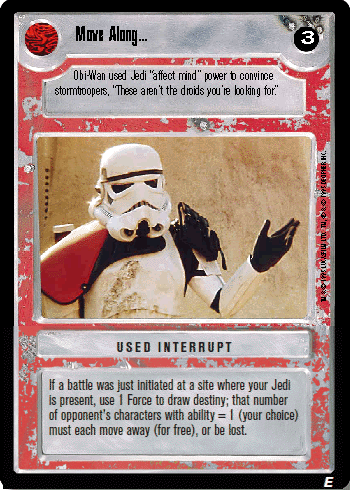 Move Along...
3
Obi-Wan used Jedi "affect mind" power to convince
stormtroopers, "These aren't the droids you're looking for."
USED INTERRUPT
If a battle was just initiated at a site where your Jedi
is present, use 1 Force to draw destiny; that number
of opponent's characters with ability = 1 (your choice)
must each move away (for free), or be lost.
E